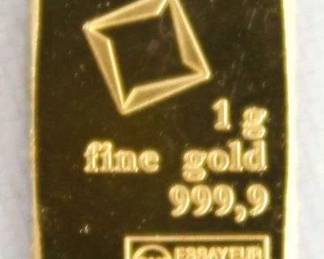 1 g
fine gold
999,9
ESSAYEUR